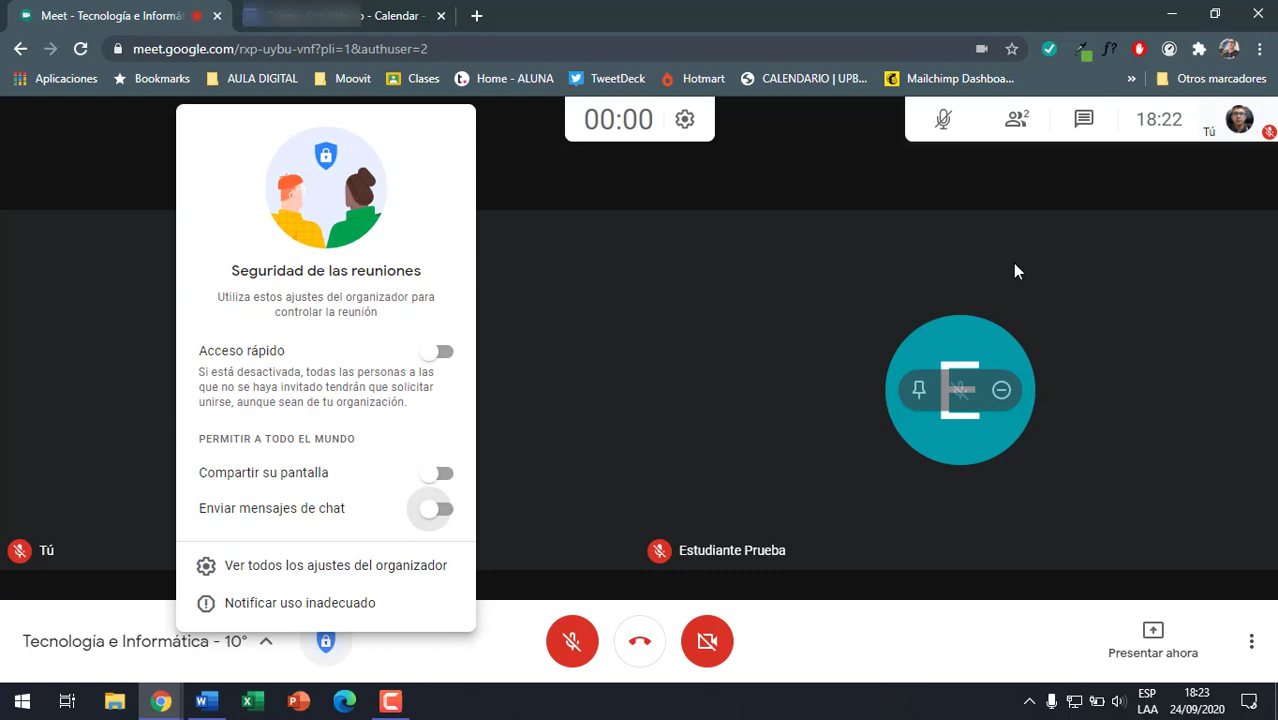 Meet - Tecnología e Informá
o - Calendar -
meet.google.com/rxp-uybu-vnf?pli=1&authuser=2
f?
Aplicaciones
Bookmarks
AULA DIGITAL
Moovit
Clases
Home - ALUNA
TweetDeck
Hotmart
CALENDARIO | UPB...
Mailchimp Dashboa...
»
Otros marcadores
00:00
2
18:22
Tú
Seguridad de las reuniones
Utiliza estos ajustes del organizador para
controlar la reunión
Acceso rápido
Si está desactivada, todas las personas a las
que no se haya invitado tendrán que solicitar
unirse, aunque sean de tu organización.
PERMITIR A TODO EL MUNDO
Compartir su pantalla
Enviar mensajes de chat
Ver todos los ajustes del organizador
Notificar uso inadecuado
E
Tú
Estudiante Prueba
Tecnología e Informática - 10°
Presentar ahora
ESP
LAA
18:23
24/09/2020